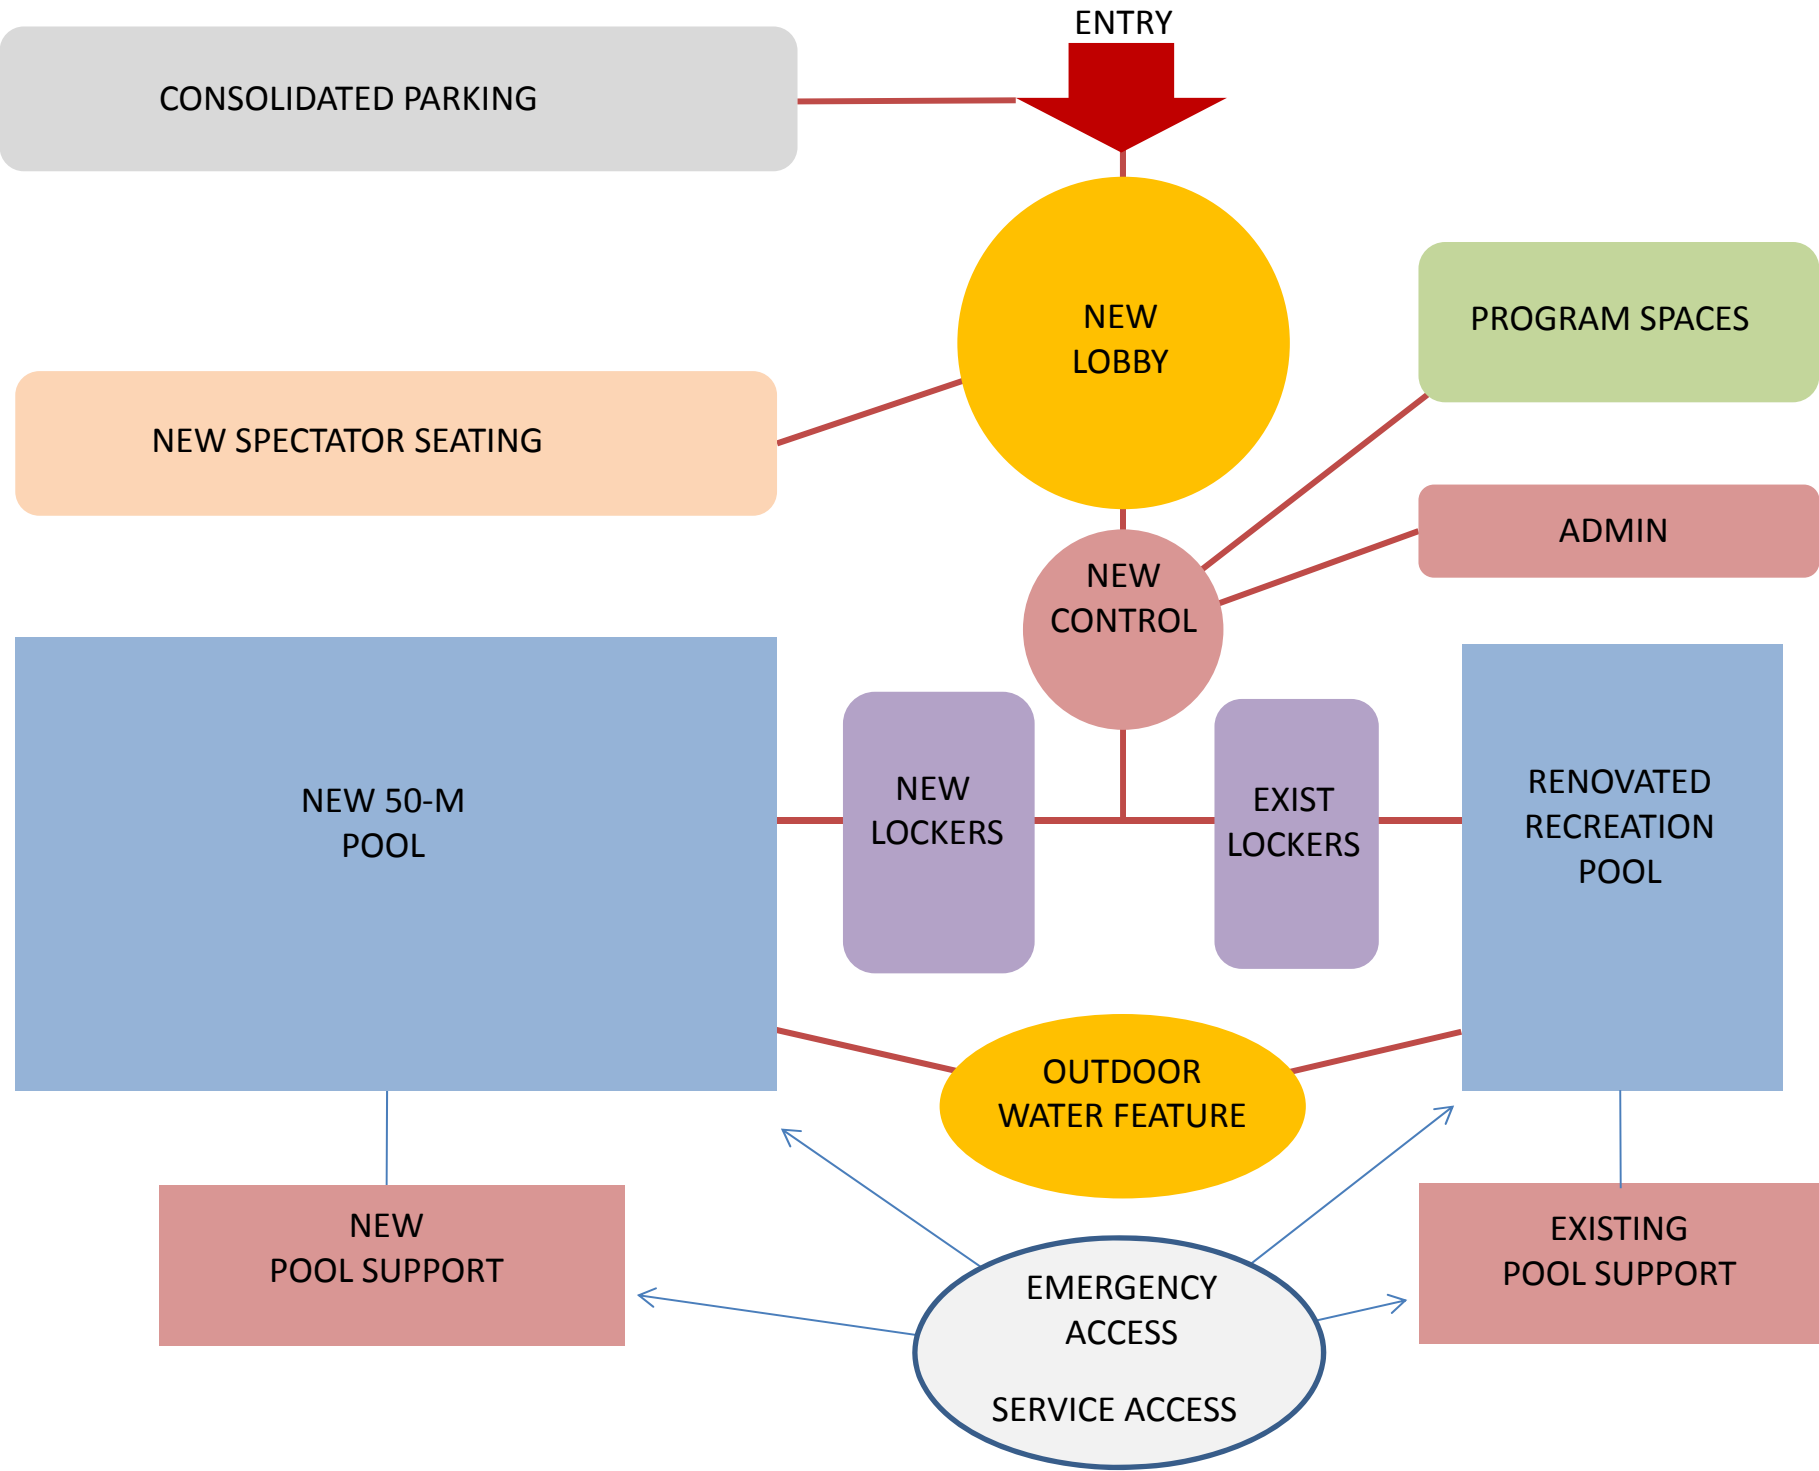 ENTRY
CONSOLIDATED PARKING
NEW
LOBBY
PROGRAM SPACES
NEW SPECTATOR SEATING
ADMIN
NEW
CONTROL
NEW 50-M
POOL
NEW
LOCKERS
EXIST
LOCKERS
RENOVATED
RECREATION
POOL
OUTDOOR
WATER FEATURE
NEW
POOL SUPPORT
EXISTING
POOL SUPPORT
EMERGENCY
ACCESS
SERVICE ACCESS